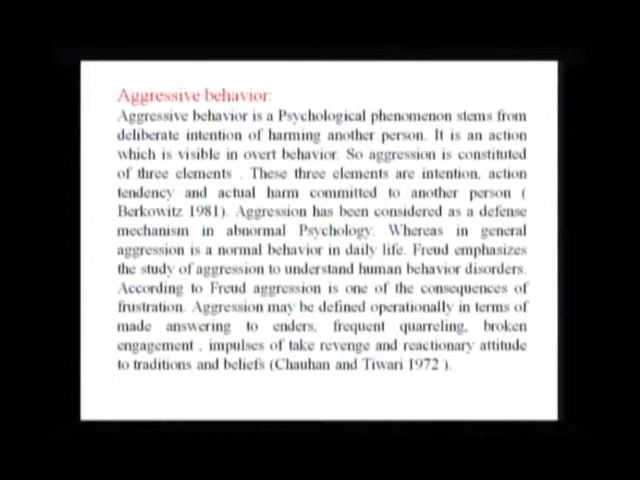 Aggressive behavior:
Aggressive behavior is a Psychological phenomenon stems from
deliberate intention of harming another person. It is an action
which is visible in overt behavior. So aggression is constituted
of three elements . These three elements are intention, action
tendency and actual harm committed to another person (
Berkowitz 1981). Aggression has been considered as a defense
mechanism in abnormal Psychology. Whereas in general
aggression is a normal behavior in daily life. Freud emphasizes
the study of aggression to understand human behavior disorders.
According to Freud aggression is one of the consequences of
frustration. Aggression may be defined operationally in terms of
made answering to enders, frequent quarreling, broken
engagement , impulses of take revenge and reactionary attitude
to traditions and beliefs (Chauhan and Tiwari 1972 ).